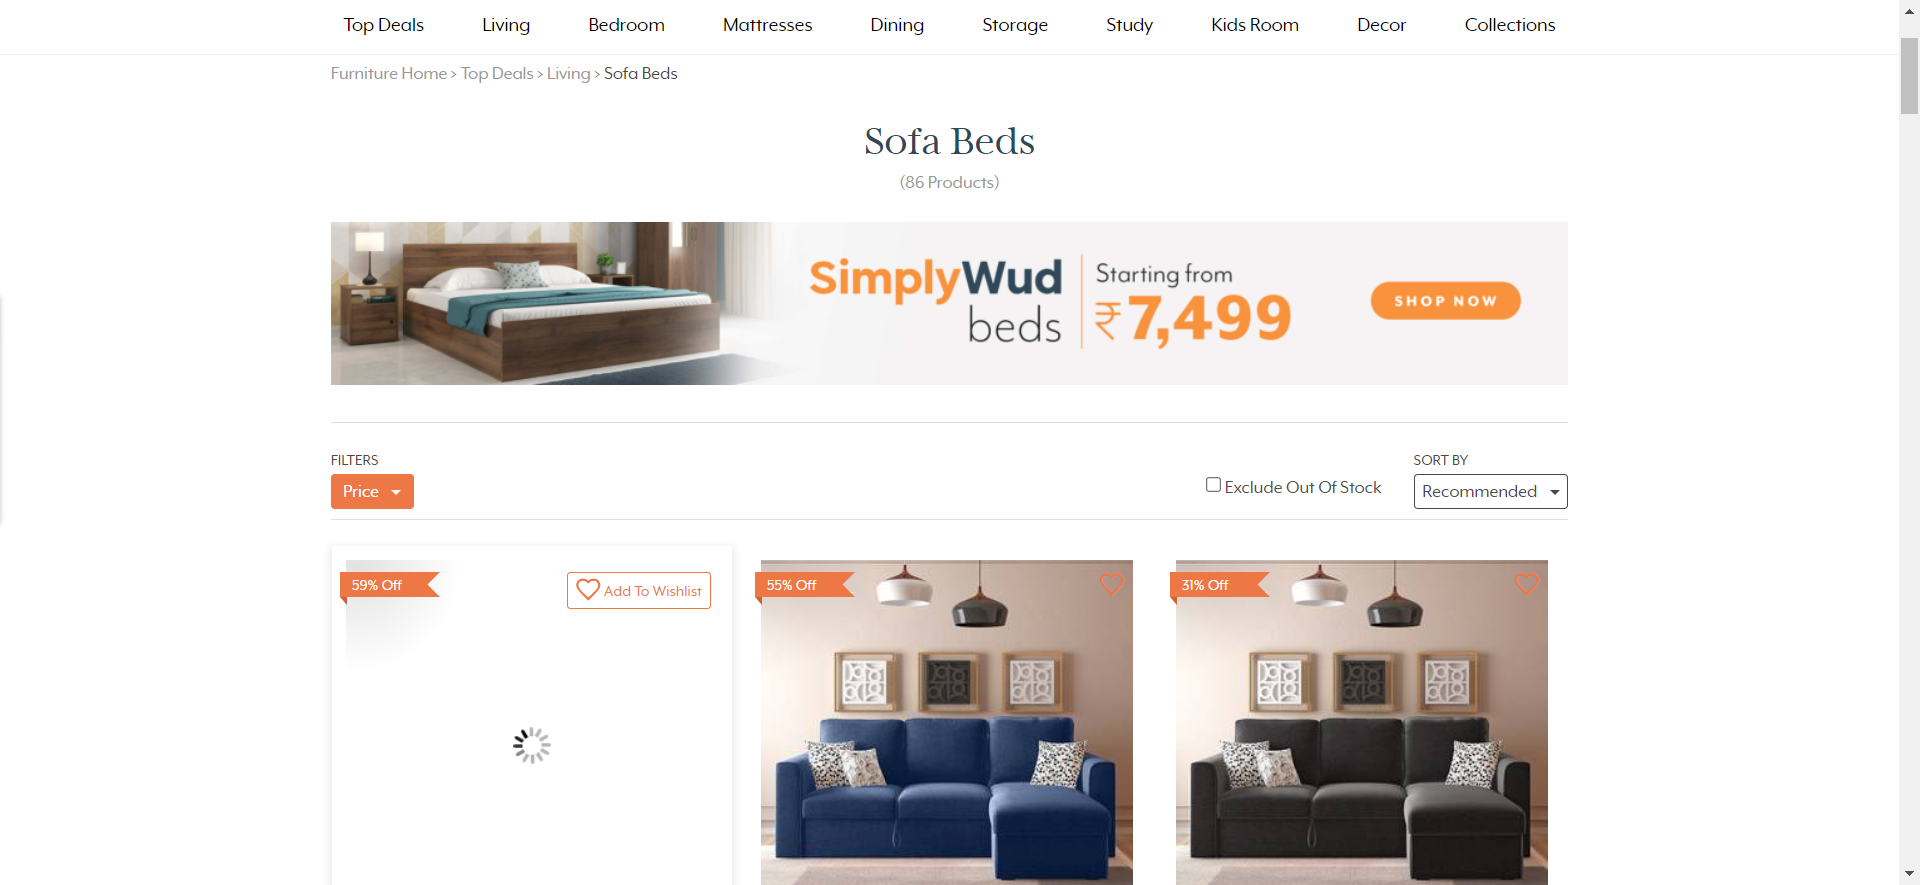 Top Deals Living Bedroom Mattresses Dining Storage Study Kids Room Decor Collections
Furniture Home > Top Deals > Living > Sofa Beds
Sofa Beds
(86 Products)
SimplyWud
beds
Starting from
₹7,499
SHOP NOW
FILTERS
Price
Exclude Out Of Stock
SORT BY
Recommended
59% Off
Add To Wishlist
55% Off
31% Off